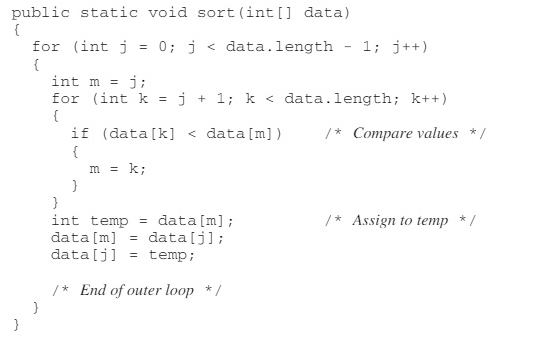 public static void sort(int[] data)
{
for (int j = 0; j < data.length - 1; j++)
{
int m = j;
for (int k = j + 1; k < data.length; k++)
{
if (data[k] < data[m]) /* Compare values */
{
m = k;
}
}
int temp = data[m]; /* Assign to temp */
data[m] = data[j];
data[j] = temp;
/* End of outer loop */
}
}